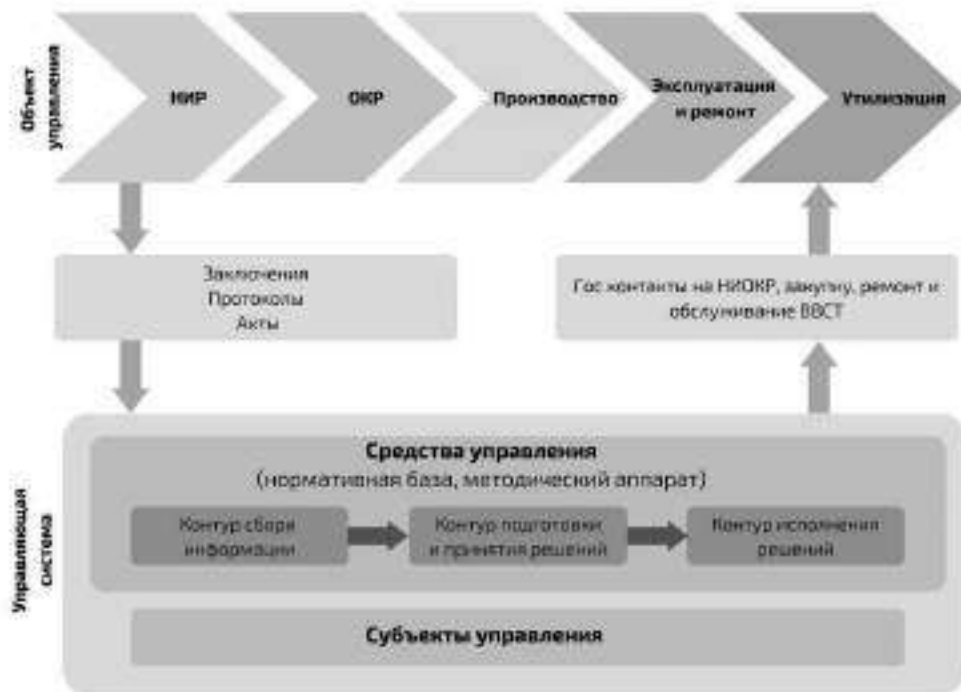 Объект
управления
НИР
ОКР
Производство
Эксплуатация
и ремонт
Утилизация
Заключения
Протоколы
Акты
Гос контакты на НИОКР, закупку, ремонт и
обслуживание ВВСТ
Управляющая
система
Средства управления
(нормативная база, методический аппарат)
Контур сбора
информации
Контур подготовки
и принятия решений
Контур исполнения
решений
Субъекты управления